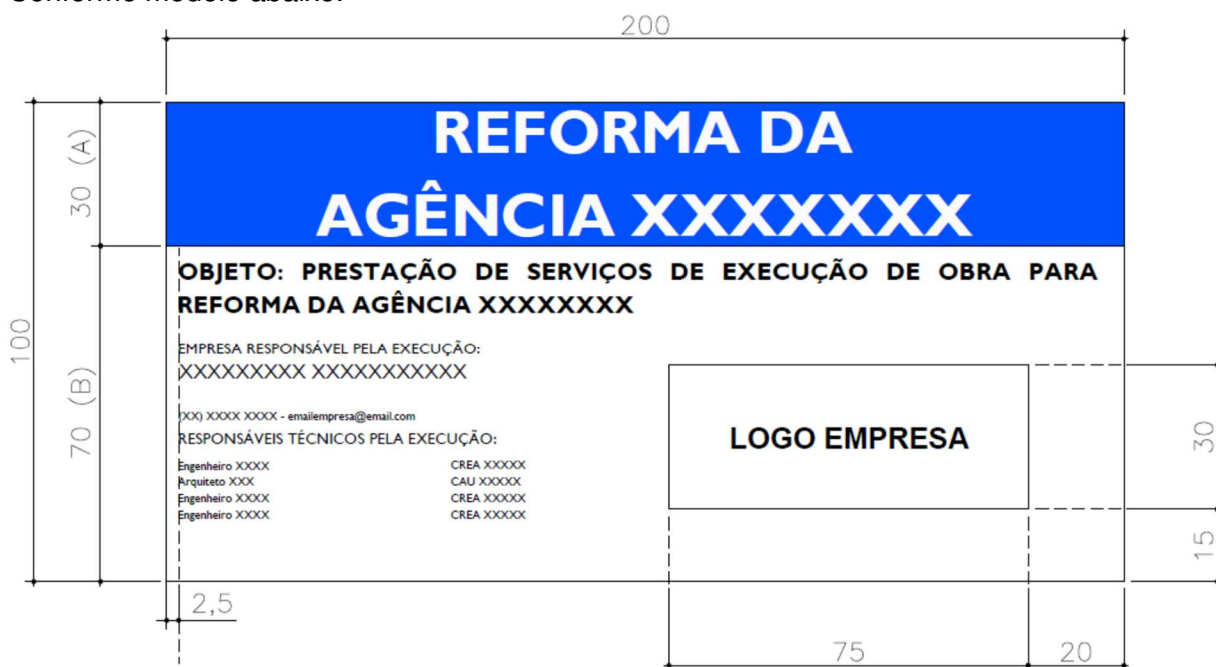 Conforme modelo abaixo:
200
REFORMA DA
AGÊNCIA XXXXXXX
30 (A)
OBJETO: PRESTAÇÃO DE SERVIÇOS DE EXECUÇÃO DE OBRA PARA
REFORMA DA AGÊNCIA XXXXXXXX
100
70 (B)
EMPRESA RESPONSÁVEL PELA EXECUÇÃO:
XXXXXXXXX XXXXXXXXXXX
(XX) XXXX XXXX - emailempresa@email.com
RESPONSÁVEIS TÉCNICOS PELA EXECUÇÃO:
Engenheiro XXXX CREA XXXXX
Arquiteto XXX CAU XXXXX
Engenheiro XXXX CREA XXXXX
Engenheiro XXXX CREA XXXXX
LOGO EMPRESA
30
15
2,5
75
20